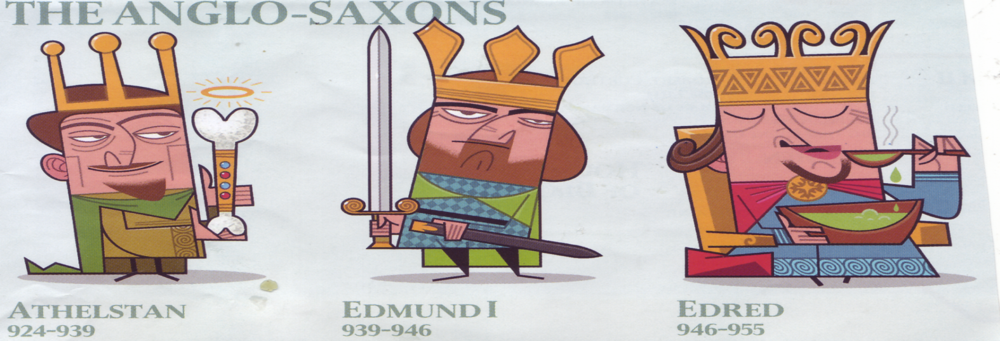 THE ANGLO-SAXONS
ATHELSTAN
924-939
EDMUND I
939-946
EDRED
946-955